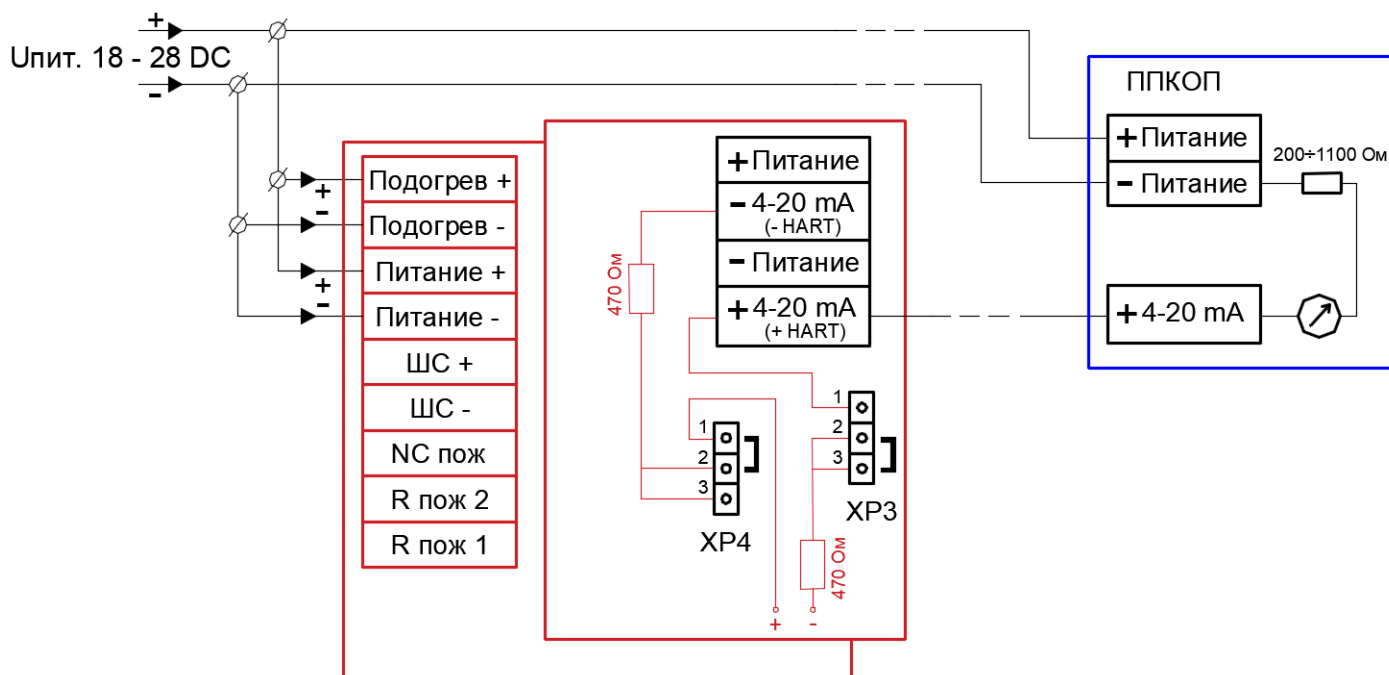 +
Uпит. 18 - 28 DC
-
ППКОП
+ Питание
- Питание
200÷1100 Ом
+ 4-20 mA
Подогрев +
Подогрев -
Питание +
Питание -
ШС +
ШС -
NC пож
R пож 2
R пож 1
+
-
+
-
+ Питание
- 4-20 mA
(- HART)
- Питание
+ 4-20 mA
(+ HART)
470 Ом
1
2
3
XP4
1
2
3
XP3
470 Ом
+
-